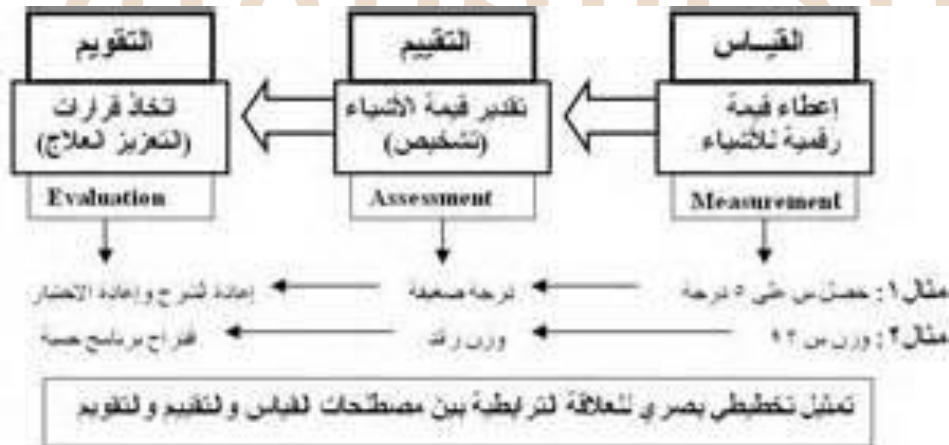 القيــاس
التقييم
التقويم
إعطاء قيمة
رقمية للأشياء
تقدير قيمة الأشياء
(تشخيص)
اتخاذ قرارات
(التعزيز العلاج)
Measurement
Assessment
Evaluation
مثال١: حصل س على ٥ درجة
درجة ضعيفة
إعادة الشرح وإعادة الاختبار
مثال٢: وزن س ٩٢
وزن زائد
اقتراح برنامج حمية
تمثيل تخطيطي بصري للعلاقة الترابطية بين مصطلحات القياس والتقييم والتقويم